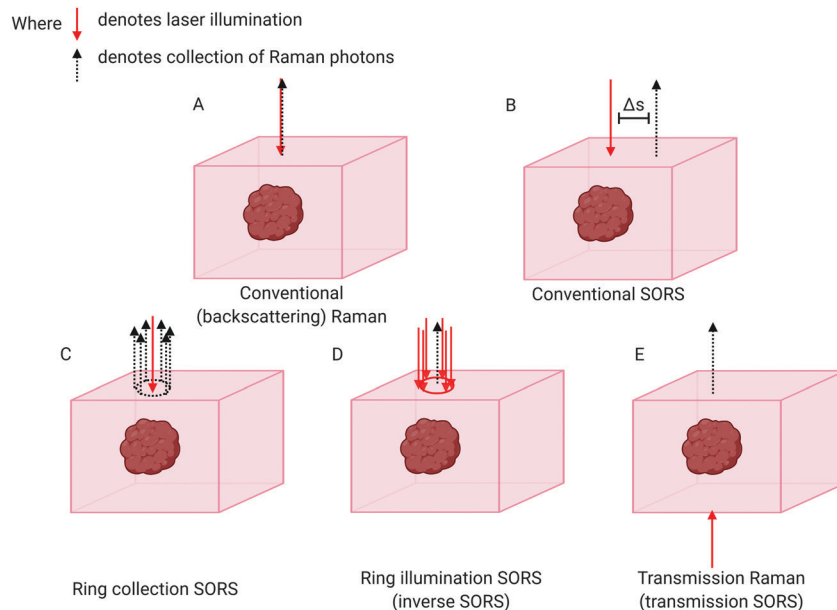 Where
denotes laser illumination
denotes collection of Raman photons
A
B
Δs
Conventional
(backscattering) Raman
Conventional SORS
C
D
E
Ring collection SORS
Ring illumination SORS
(inverse SORS)
Transmission Raman
(transmission SORS)